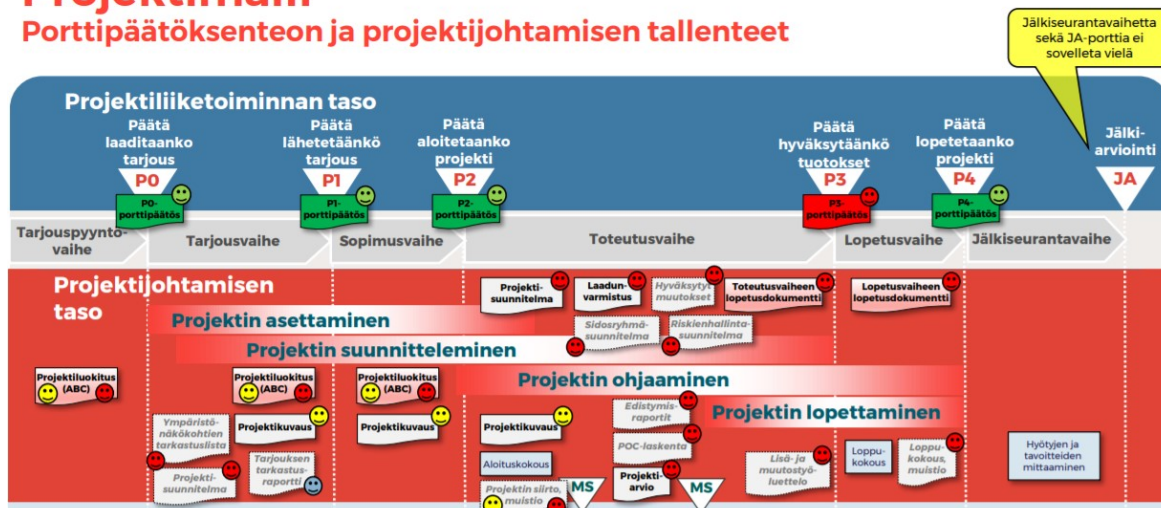 Projektimalli
Porttipäätöksenteon ja projektijohtamisen tallenteet
Jälkiseurantavaihetta
sekä JA-porttia ei
sovelleta vielä
Projektiliiketoiminnan taso
Päätä
laaditaanko
tarjous
P0
P0-
porttipäätös
Päätä
lähetetäänkö
tarjous
P1
P1-
porttipäätös
Päätä
aloitetaanko
projekti
P2
P2-
porttipäätös
Päätä
hyväksytäänkö
tuotokset
P3
P3-
porttipäätös
Päätä
lopetetaanko
projekti
P4
P4-
porttipäätös
Jälki-
arviointi
JA
Tarjouspyyntö-
vaihe
Tarjousvaihe
Sopimusvaihe
Toteutusvaihe
Lopetusvaihe
Jälkiseurantavaihe
Projektijohtamisen
taso
Projekti-
suunnitelma
Laadun-
varmistus
Hyväksytyt
muutokset
Toteutusvaiheen
lopetusdokumentti
Lopetusvaiheen
lopetusdokumentti
Sidosryhmä-
suunnitelma
Riskienhallinta-
suunnitelma
Projektin asettaminen
Projektin suunnitteleminen
Projektin ohjaaminen
Projektin lopettaminen
Projektiluokitus
(ABC)
Projektiluokitus
(ABC)
Projektiluokitus
(ABC)
Ympäristö-
näkökohtien
tarkastuslista
Projektikuvaus
Projektikuvaus
Projektikuvaus
Projekti-
suunnitelma
Tarjouksen
tarkastus-
raportti
Aloituskokous
Projektin siirto,
muistio
MS
Edistymis-
raportit
POC-laskenta
Projekti-
arvio
MS
Lisä- ja
muutostyö-
luettelo
Loppu-
kokous
Loppu-
kokous,
muistio
Hyötyjen ja
tavoitteiden
mittaaminen